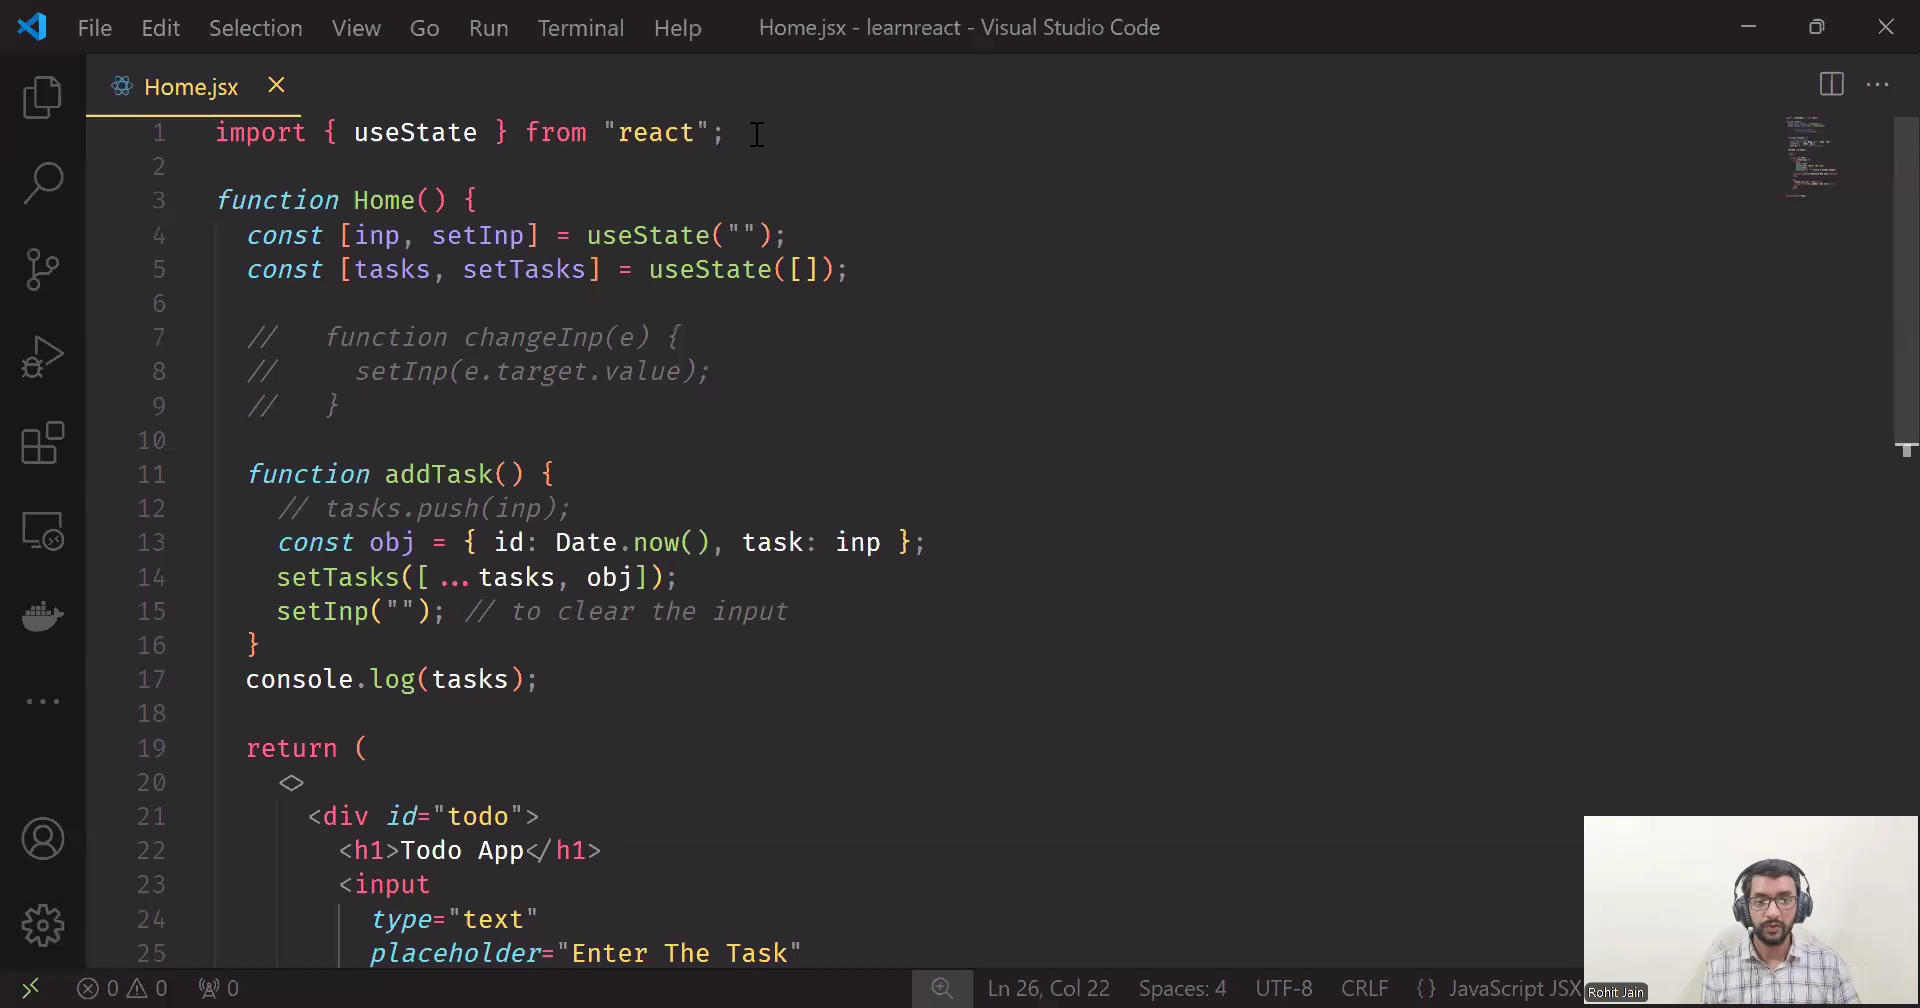 File Edit Selection View Go Run Terminal Help Home.jsx - learnreact - Visual Studio Code
Home.jsx
1 import { useState } from "react";
2
3 function Home() {
4 const [inp, setInp] = useState("");
5 const [tasks, setTasks] = useState([]);
6
7 // function changeInp(e) {
8 // setInp(e.target.value);
9 // }
10
11 function addTask() {
12 // tasks.push(inp);
13 const obj = { id: Date.now(), task: inp };
14 setTasks([...tasks, obj]);
15 setInp(""); // to clear the input
16 }
17 console.log(tasks);
18
19 return (
20 <>
21 <div id="todo">
22 <h1>Todo App</h1>
23 <input
24 type="text"
25 placeholder="Enter The Task"
0 0 0 Ln 26, Col 22 Spaces: 4 UTF-8 CRLF {} JavaScript JSX
Rohit Jain